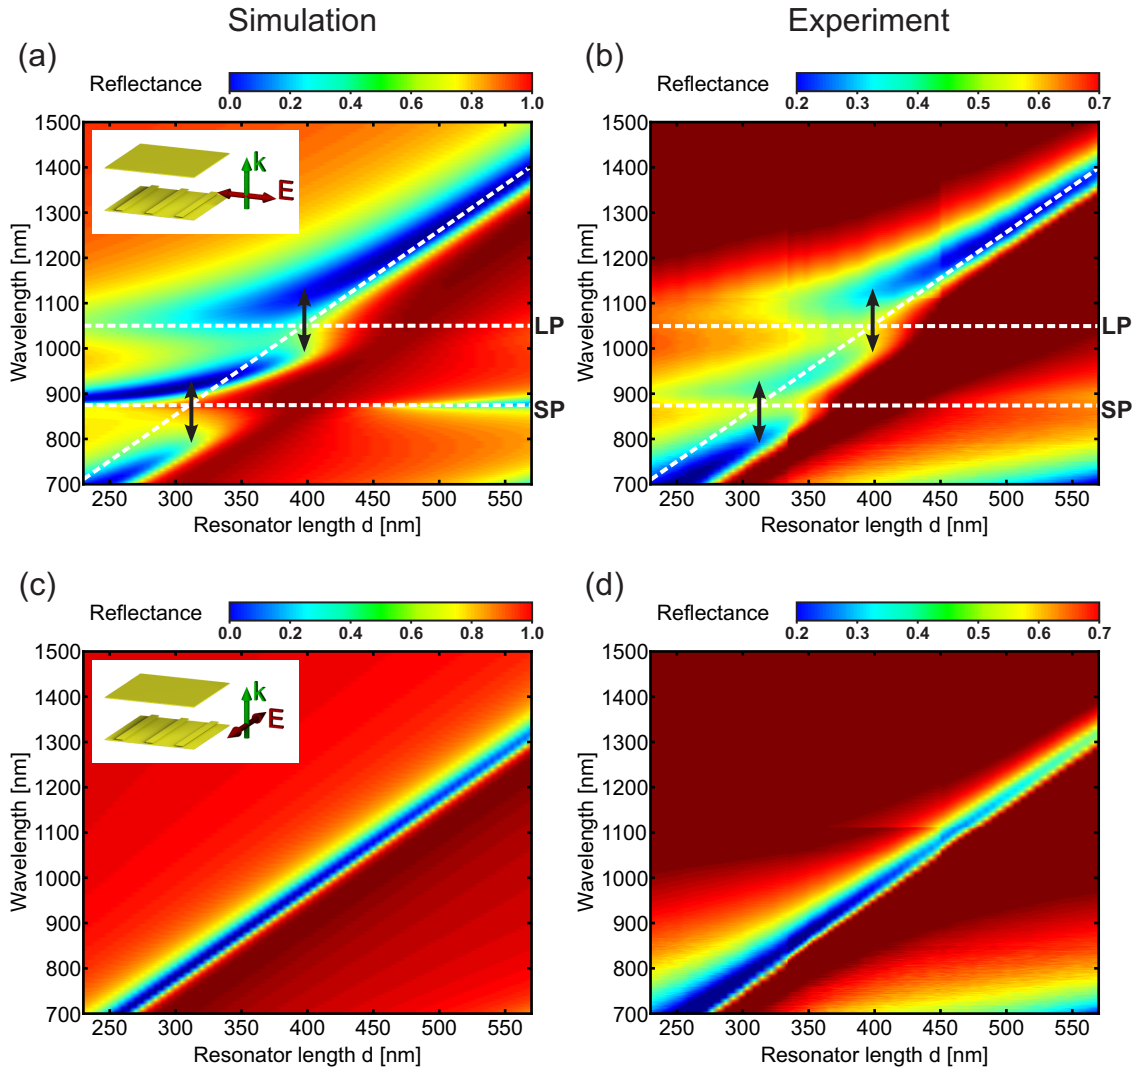 Simulation
Experiment
(a)
Reflectance
0.0 0.2 0.4 0.6 0.8 1.0
Wavelength [nm]
1500
1400
1300
1200
1100
1000
900
800
700
k
E
LP
SP
250 300 350 400 450 500 550
Resonator length d [nm]
(b)
Reflectance
0.2 0.3 0.4 0.5 0.6 0.7
Wavelength [nm]
1500
1400
1300
1200
1100
1000
900
800
700
LP
SP
250 300 350 400 450 500 550
Resonator length d [nm]
(c)
Reflectance
0.0 0.2 0.4 0.6 0.8 1.0
Wavelength [nm]
1500
1400
1300
1200
1100
1000
900
800
700
k
E
250 300 350 400 450 500 550
Resonator length d [nm]
(d)
Reflectance
0.2 0.3 0.4 0.5 0.6 0.7
Wavelength [nm]
1500
1400
1300
1200
1100
1000
900
800
700
250 300 350 400 450 500 550
Resonator length d [nm]